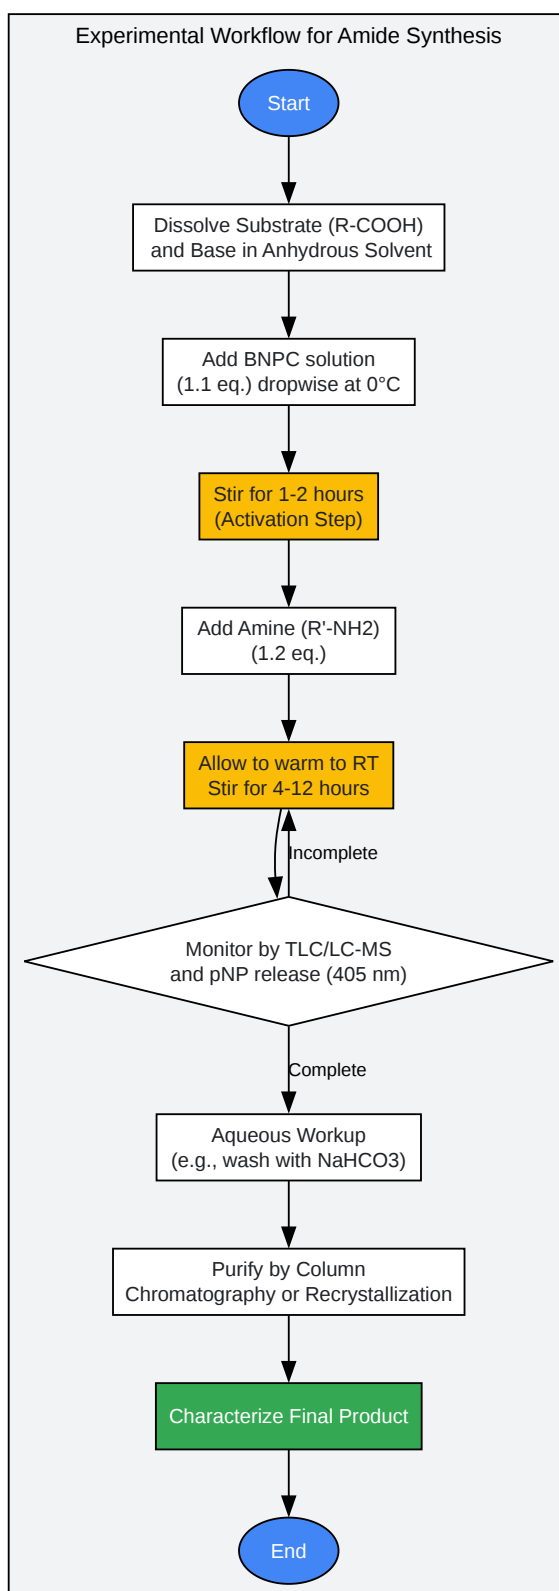 Experimental Workflow for Amide Synthesis
Start
Dissolve Substrate (R-COOH)
and Base in Anhydrous Solvent
Add BNPC solution
(1.1 eq.) dropwise at 0°C
Stir for 1-2 hours
(Activation Step)
Add Amine (R'-NH2)
(1.2 eq.)
Allow to warm to RT
Stir for 4-12 hours
Incomplete
Monitor by TLC/LC-MS
and pNP release (405 nm)
Complete
Aqueous Workup
(e.g., wash with NaHCO3)
Purify by Column
Chromatography or Recrystallization
Characterize Final Product
End